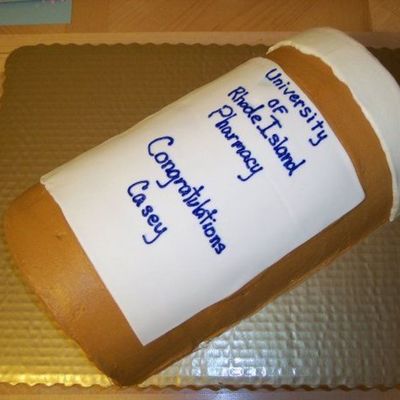 University
of
Rhode Island
Pharmacy
Congratulations
Casey